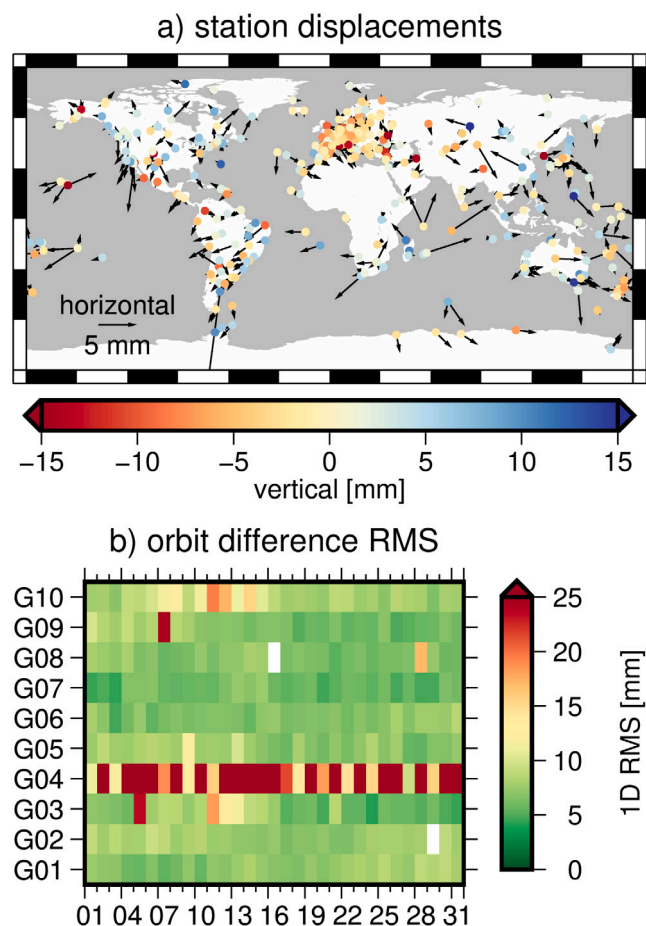 a) station displacements
horizontal
5 mm
−15 −10 −5 0 5 10 15
vertical [mm]
b) orbit difference RMS
G10
G09
G08
G07
G06
G05
G04
G03
G02
G01
01 04 07 10 13 16 19 22 25 28 31
25
20
15
10
5
0
1D RMS [mm]